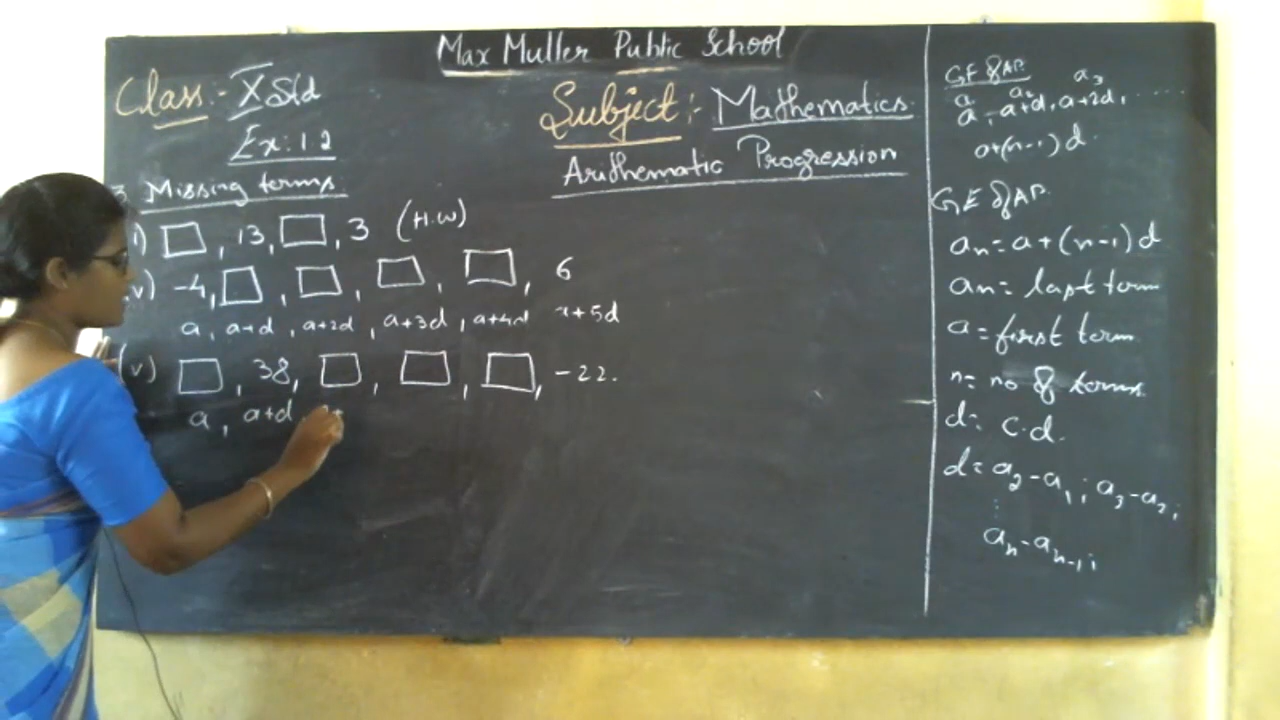 Max Muller Public School
Class:- X Std
Subject:- Mathematics
Ex: 1.2
Arithematic Progression
3 Missing terms
i) □, 13, □, 3 (H.W)
v) -4, □, □, □, □, 6
a, a+d, a+2d, a+3d, a+4d a+5d
(v) □, 38, □, □, □, -22.
a, a+d
GF of AP.
a a₂ a₃
a, a+d, a+2d, .....
a+(n-1)d.
GE of AP.
an = a+(n-1)d
an = last term
a = first term
n = no of terms
d = c.d.
d = a₂-a₁; a₃-a₂;
⋮
an-an-1;